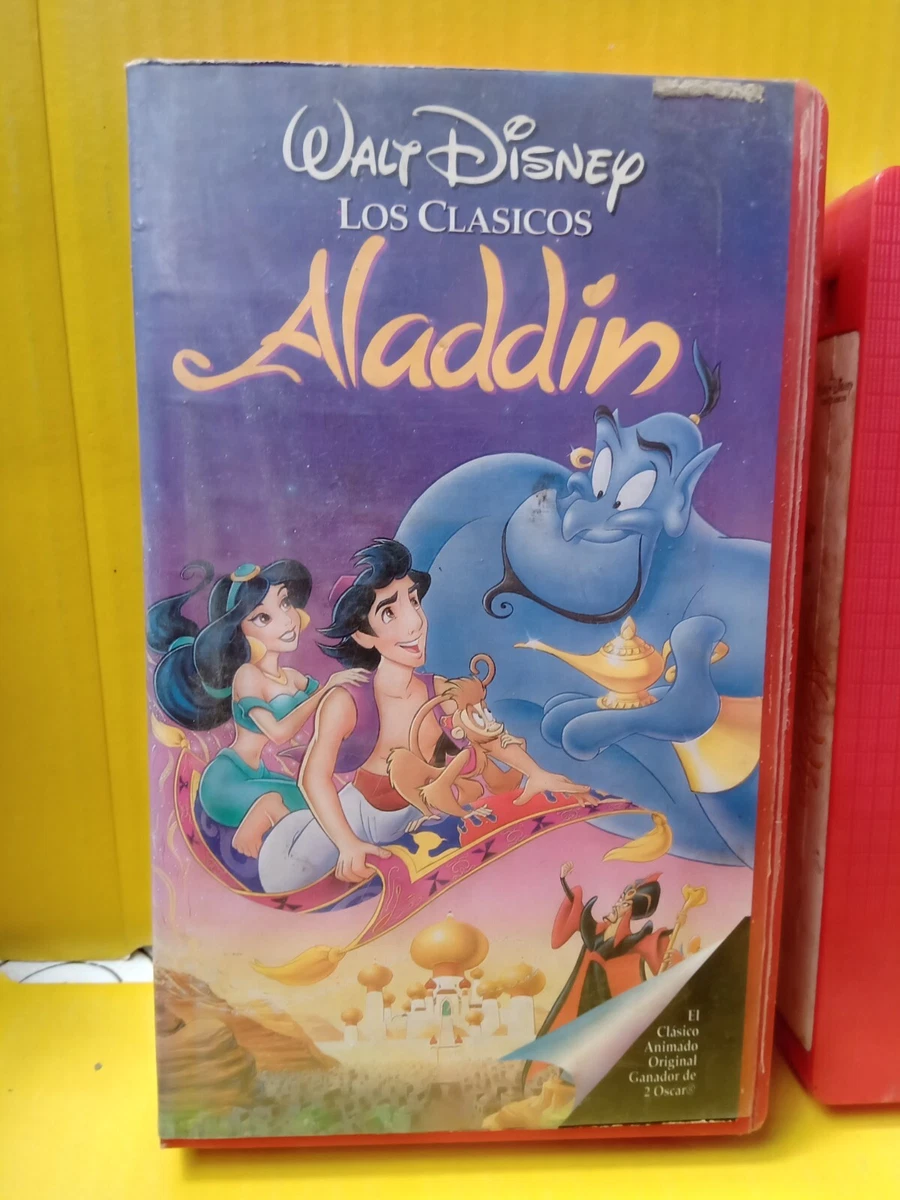 WALT DISNEY
LOS CLASICOS
Aladdin
El
Clásico
Animado
Original
Ganador de
2 Oscar®